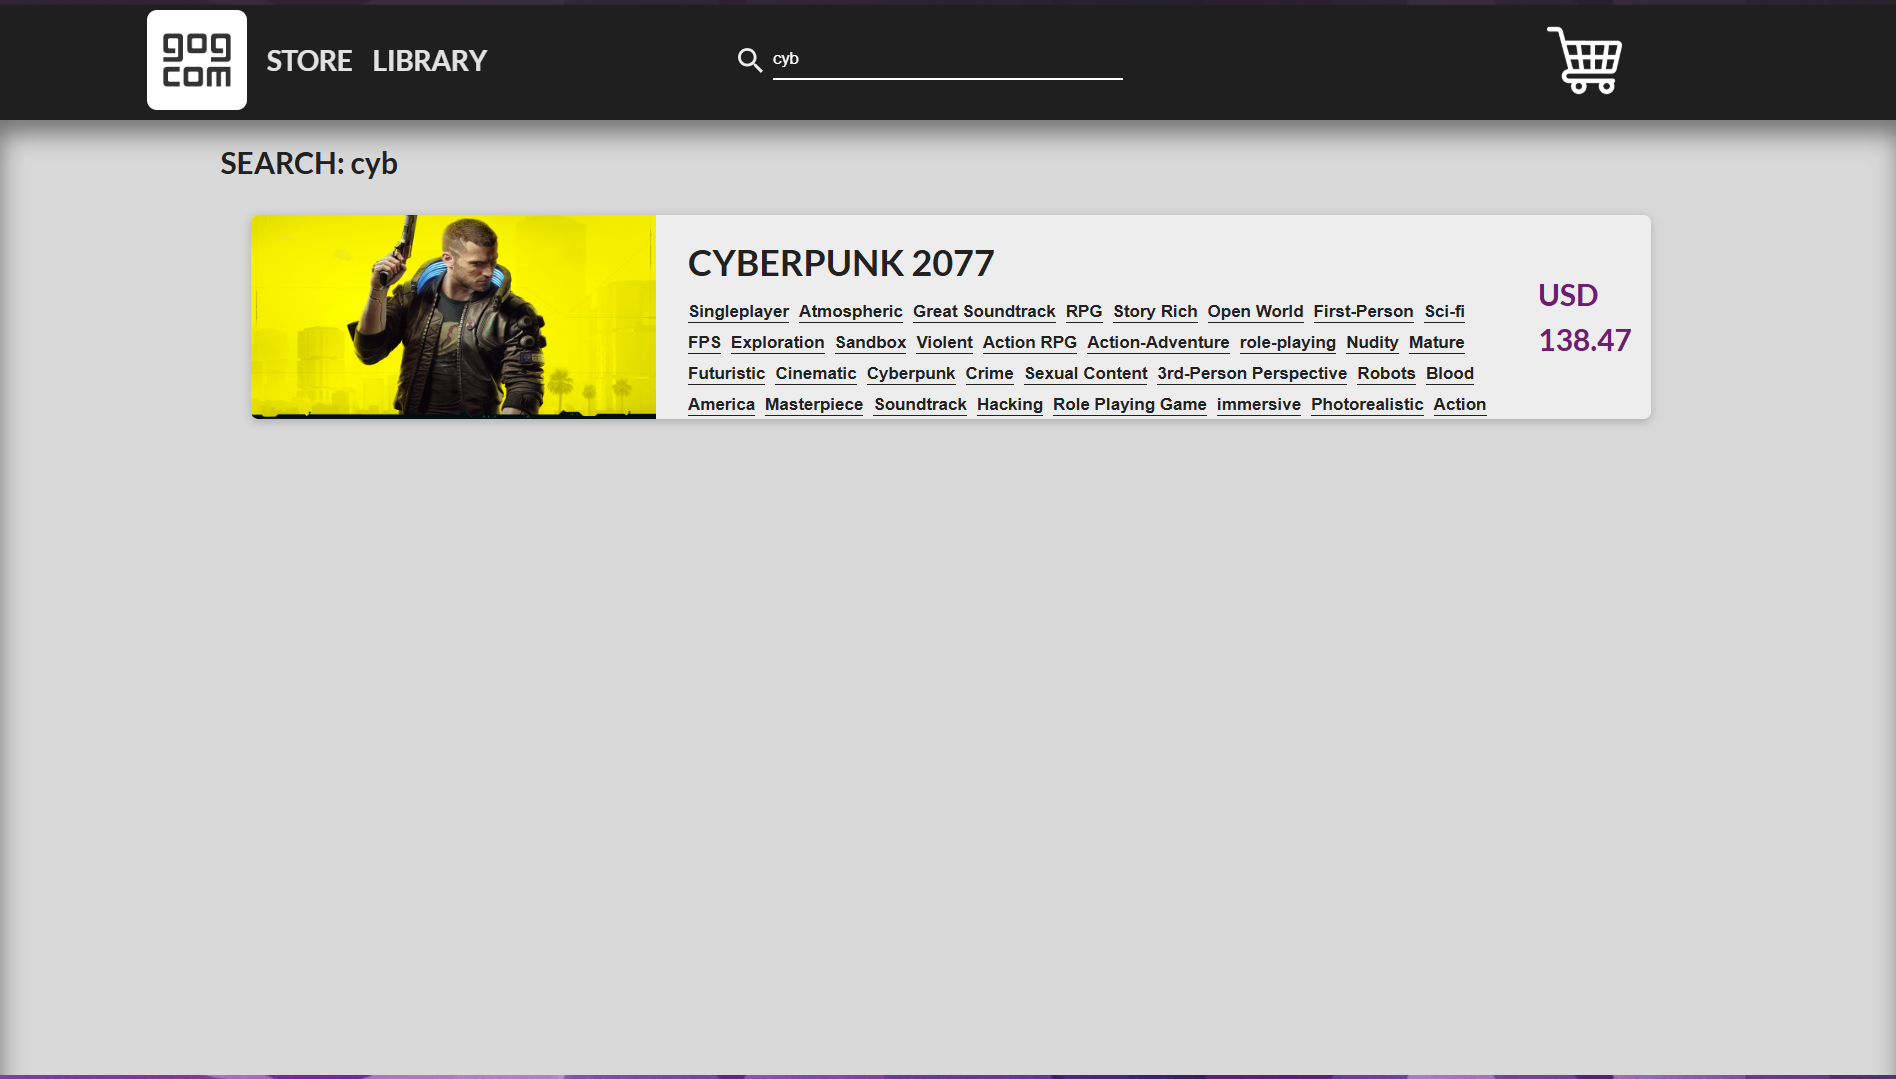 gog
com
STORE LIBRARY
cyb
SEARCH: cyb
CYBERPUNK 2077
Singleplayer Atmospheric Great Soundtrack RPG Story Rich Open World First-Person Sci-fi
FPS Exploration Sandbox Violent Action RPG Action-Adventure role-playing Nudity Mature
Futuristic Cinematic Cyberpunk Crime Sexual Content 3rd-Person Perspective Robots Blood
America Masterpiece Soundtrack Hacking Role Playing Game immersive Photorealistic Action
USD
138.47